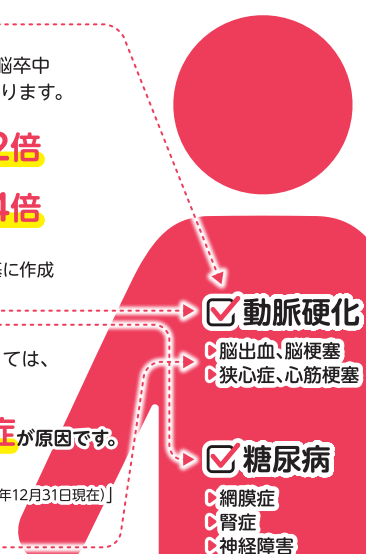 脳卒中
ります。
2倍
4倍
に作成
ては、
症が原因です。
年12月31日現在)」
動脈硬化
脳出血、脳梗塞
狭心症、心筋梗塞
糖尿病
網膜症
腎症
神経障害